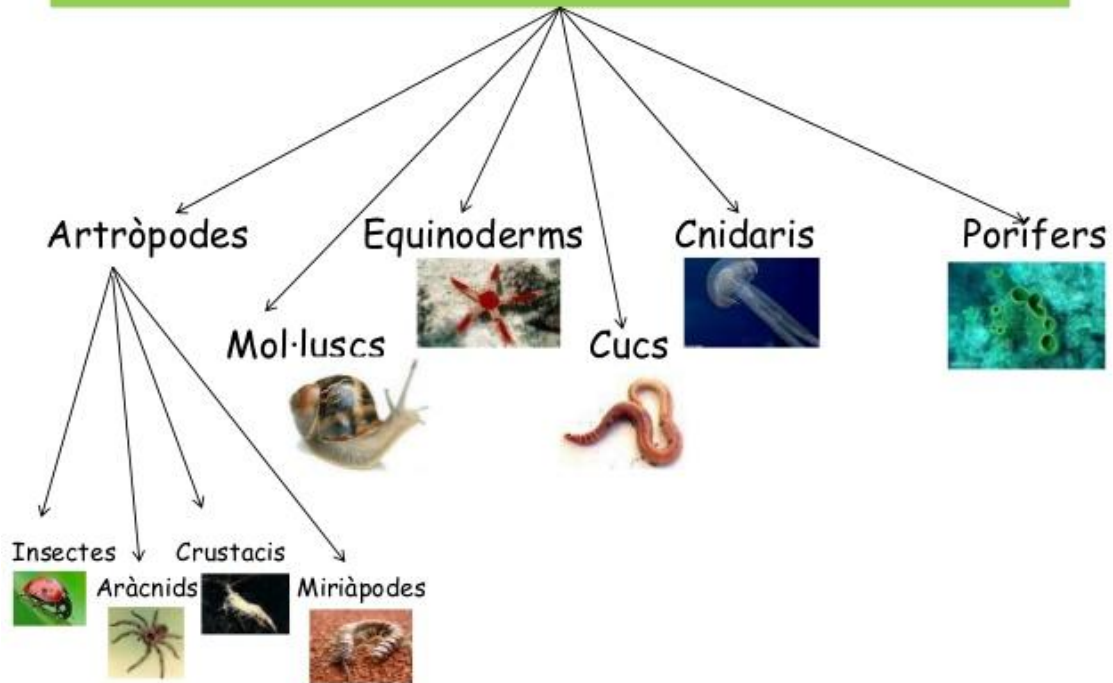 Artròpodes
Equinoderms
Cnidaris
Porífers
Mol·luscs
Cucs
Insectes
Crustacis
Aràcnids
Miriàpodes